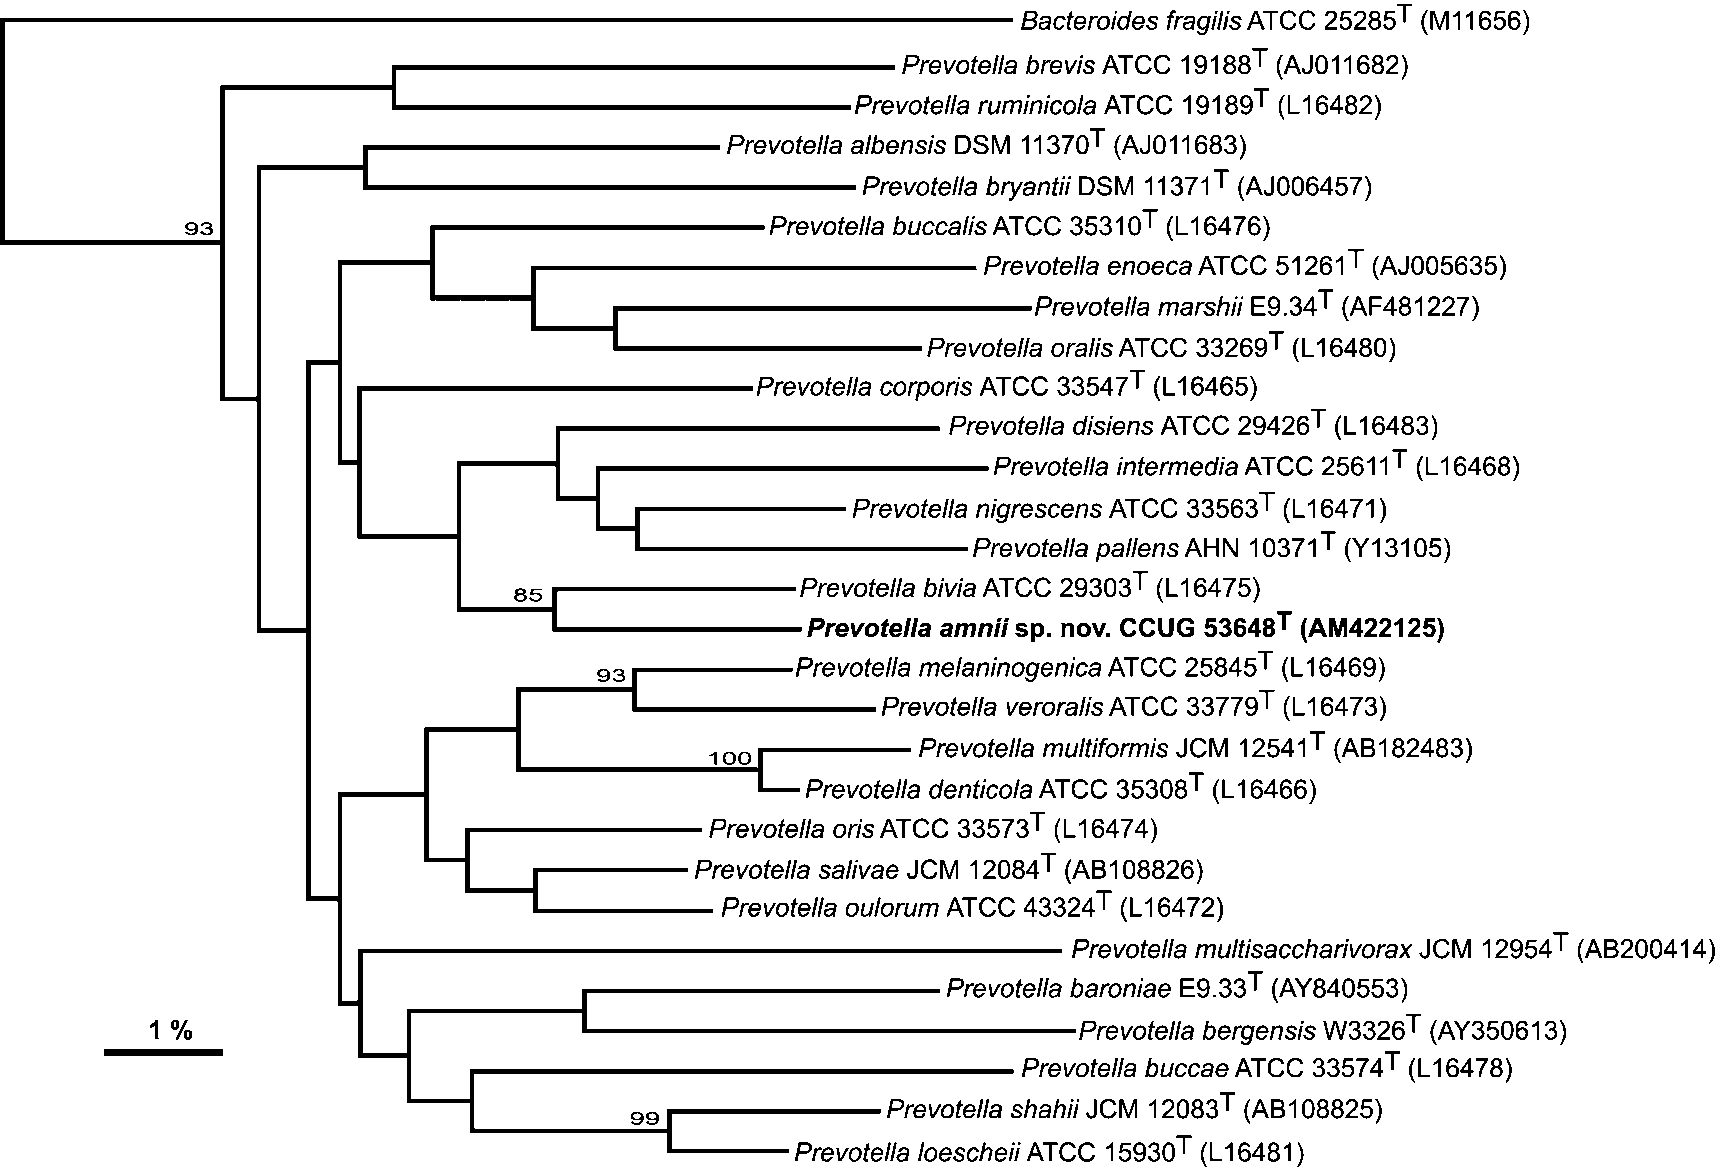 Bacteroides fragilis ATCC 25285T (M11656)
Prevotella brevis ATCC 19188T (AJ011682)
Prevotella ruminicola ATCC 19189T (L16482)
Prevotella albensis DSM 11370T (AJ011683)
Prevotella bryantii DSM 11371T (AJ006457)
93
Prevotella buccalis ATCC 35310T (L16476)
Prevotella enoeca ATCC 51261T (AJ005635)
Prevotella marshii E9.34T (AF481227)
Prevotella oralis ATCC 33269T (L16480)
Prevotella corporis ATCC 33547T (L16465)
Prevotella disiens ATCC 29426T (L16483)
Prevotella intermedia ATCC 25611T (L16468)
Prevotella nigrescens ATCC 33563T (L16471)
Prevotella pallens AHN 10371T (Y13105)
85
Prevotella bivia ATCC 29303T (L16475)
Prevotella amnii sp. nov. CCUG 53648T (AM422125)
93
Prevotella melaninogenica ATCC 25845T (L16469)
Prevotella veroralis ATCC 33779T (L16473)
100
Prevotella multiformis JCM 12541T (AB182483)
Prevotella denticola ATCC 35308T (L16466)
Prevotella oris ATCC 33573T (L16474)
Prevotella salivae JCM 12084T (AB108826)
Prevotella oulorum ATCC 43324T (L16472)
Prevotella multisaccharivorax JCM 12954T (AB200414)
Prevotella baroniae E9.33T (AY840553)
1 %
Prevotella bergensis W3326T (AY350613)
Prevotella buccae ATCC 33574T (L16478)
99
Prevotella shahii JCM 12083T (AB108825)
Prevotella loescheii ATCC 15930T (L16481)